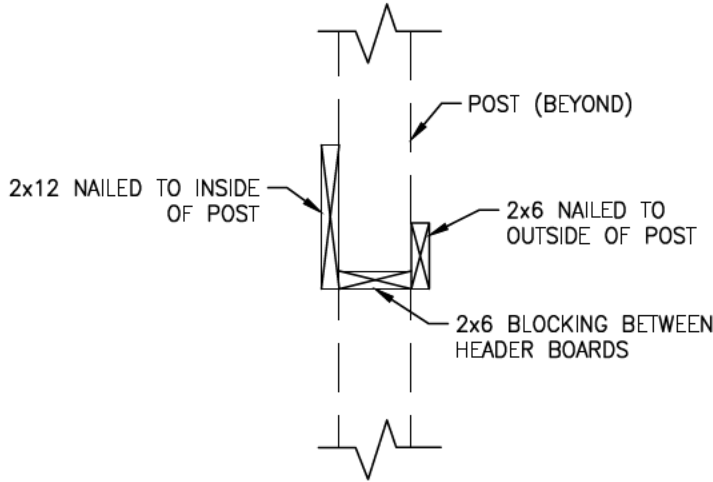 POST (BEYOND)
2x12 NAILED TO INSIDE
OF POST
2x6 NAILED TO
OUTSIDE OF POST
2x6 BLOCKING BETWEEN
HEADER BOARDS